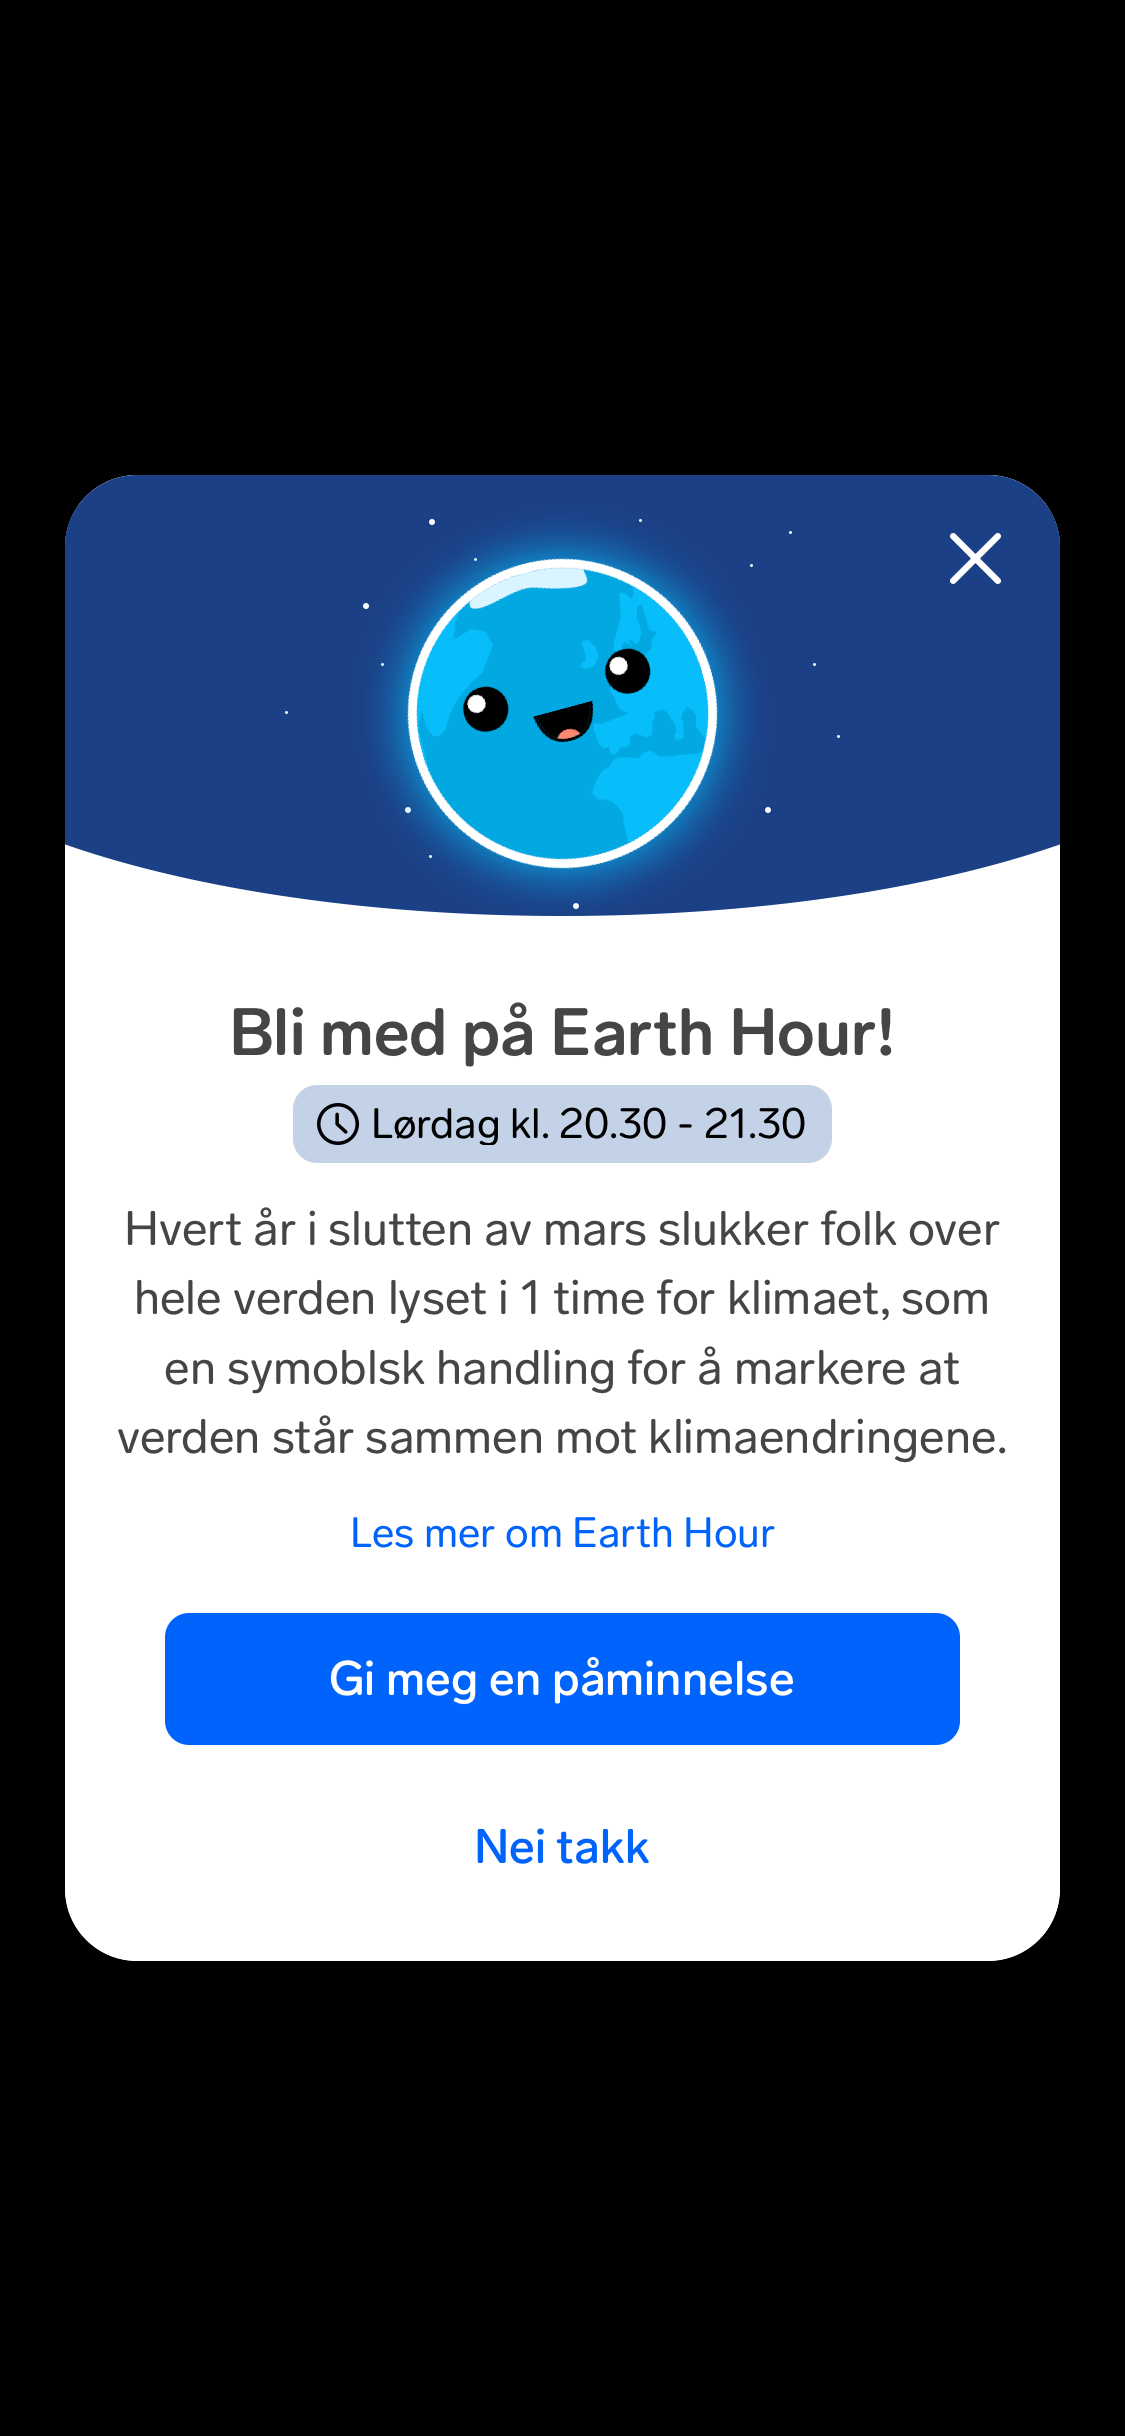 Bli med på Earth Hour!
Lørdag kl. 20.30 - 21.30
Hvert år i slutten av mars slukker folk over
hele verden lyset i 1 time for klimaet, som
en symoblsk handling for å markere at
verden står sammen mot klimaendringene.
Les mer om Earth Hour
Gi meg en påminnelse
Nei takk